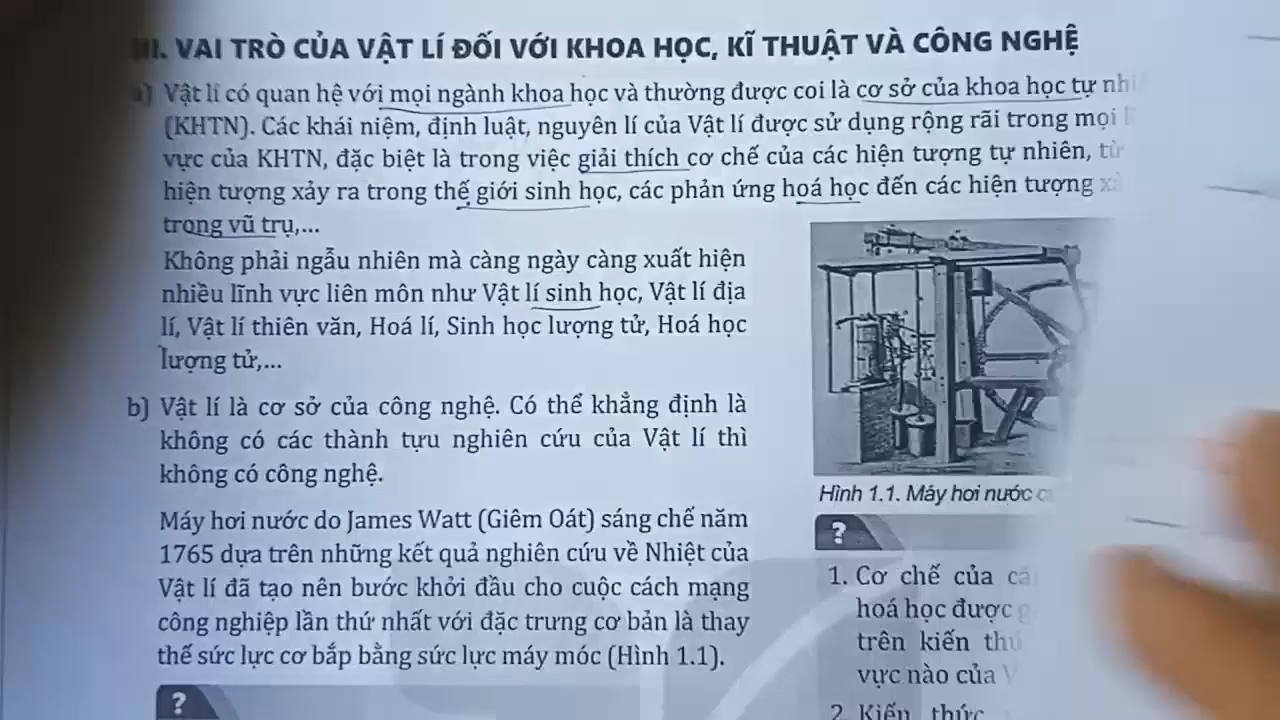 III. VAI TRÒ CỦA VẬT LÍ ĐỐI VỚI KHOA HỌC, KĨ THUẬT VÀ CÔNG NGHỆ
a) Vật lí có quan hệ với mọi ngành khoa học và thường được coi là cơ sở của khoa học tự
(KHTN). Các khái niệm, định luật, nguyên lí của Vật lí được sử dụng rộng rãi trong mọi
vực của KHTN, đặc biệt là trong việc giải thích cơ chế của các hiện tượng tự nhiên, từ
hiện tượng xảy ra trong thế giới sinh học, các phản ứng hoá học đến các hiện tượng
trong vũ trụ,...
Không phải ngẫu nhiên mà càng ngày càng xuất hiện
nhiều lĩnh vực liên môn như Vật lí sinh học, Vật lí địa
lí, Vật lí thiên văn, Hoá lí, Sinh học lượng tử, Hoá học
lượng tử,...
b) Vật lí là cơ sở của công nghệ. Có thể khẳng định là
không có các thành tựu nghiên cứu của Vật lí thì
không có công nghệ.
Máy hơi nước do James Watt (Giêm Oát) sáng chế năm
1765 dựa trên những kết quả nghiên cứu về Nhiệt của
Vật lí đã tạo nên bước khởi đầu cho cuộc cách mạng
công nghiệp lần thứ nhất với đặc trưng cơ bản là thay
thế sức lực cơ bắp bằng sức lực máy móc (Hình 1.1).
?
Hình 1.1. Máy hơi nước
?
1. Cơ chế của
hoá học được
trên kiến
vực nào của
2. Kiến thức